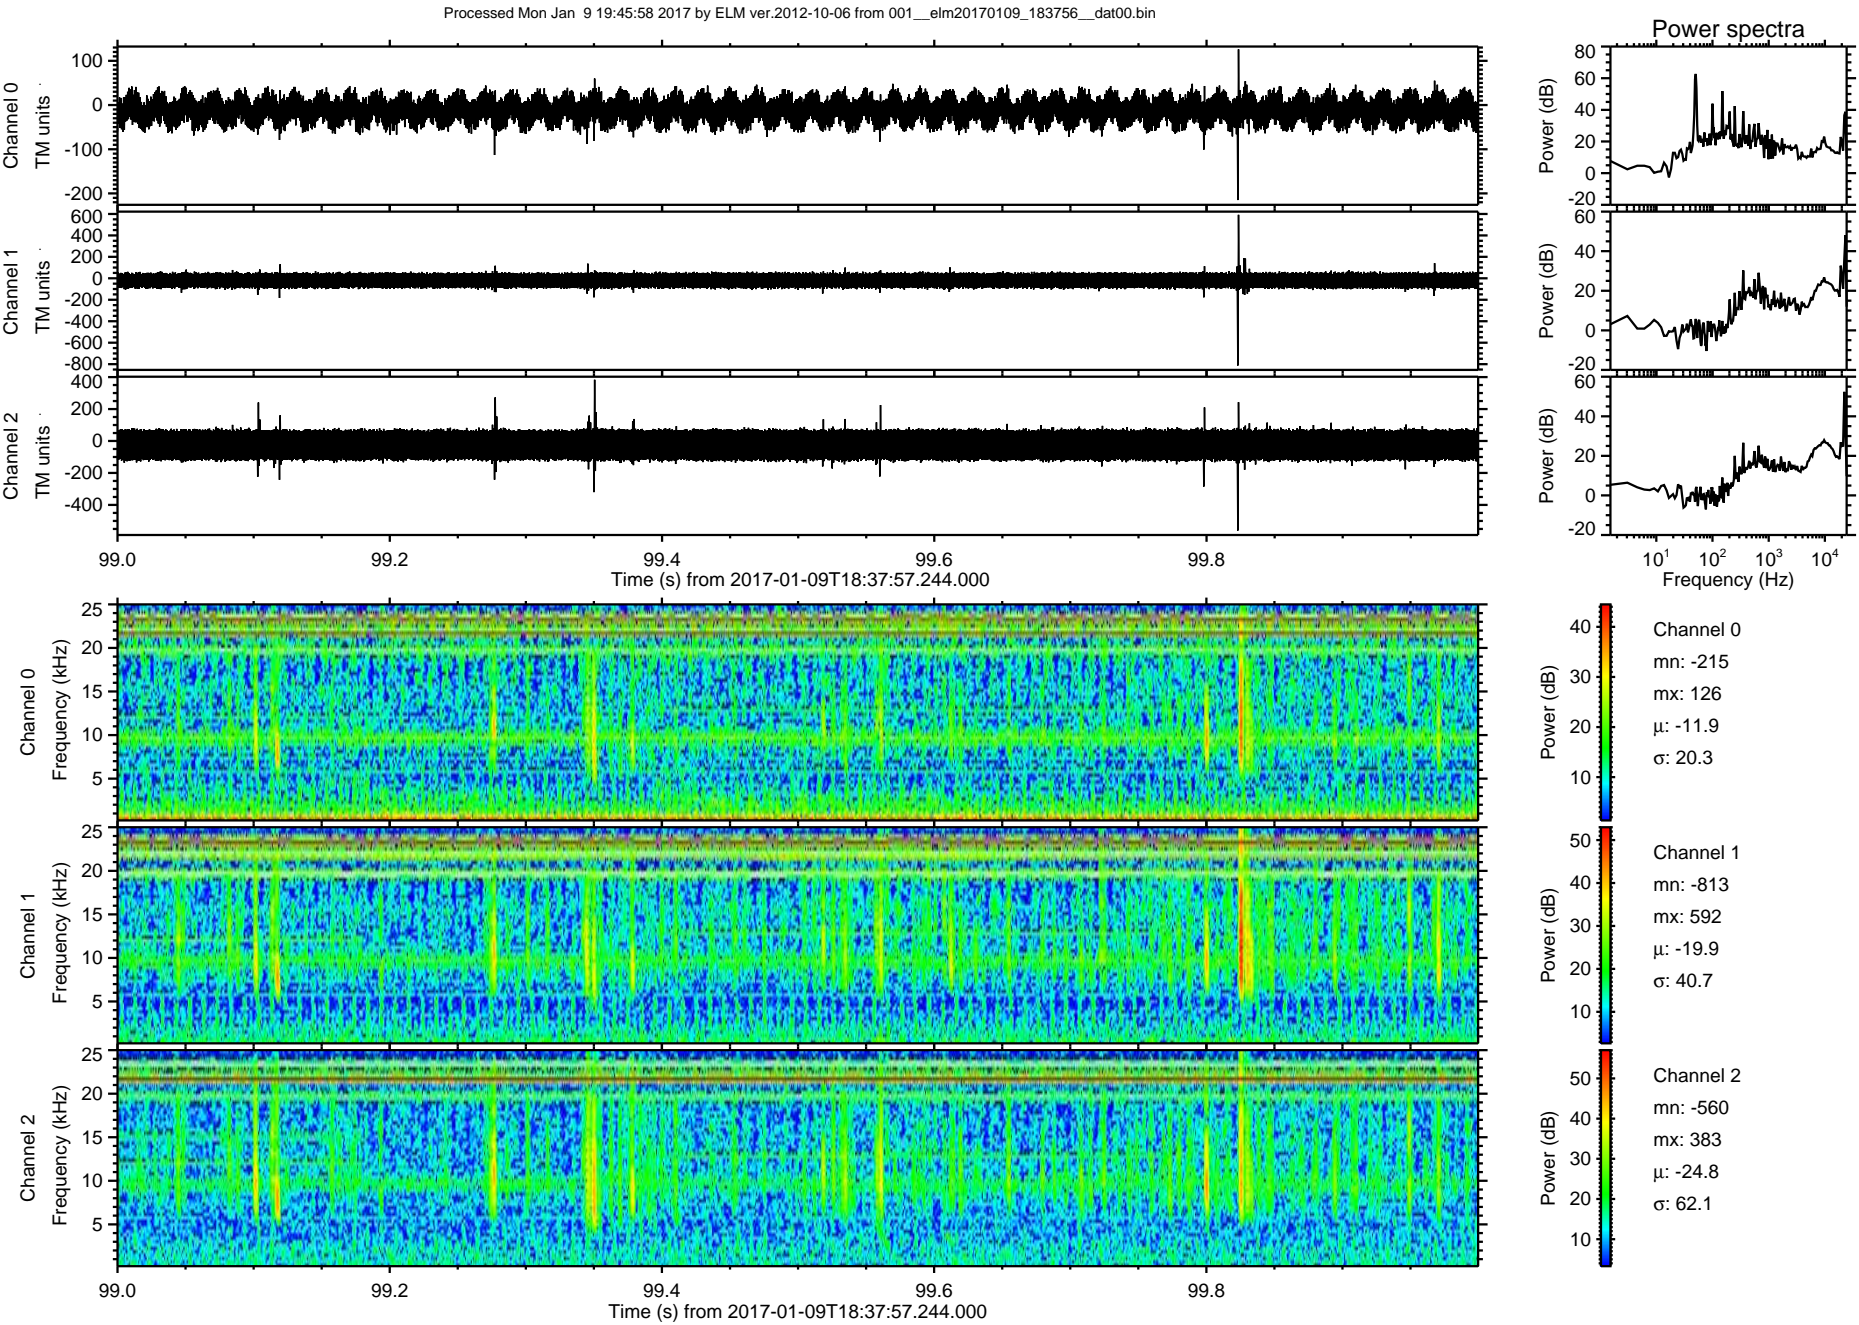 Processed Mon Jan 9 19:45:58 2017 by ELM ver.2012-10-06 from 001__elm20170109_183756__dat00.bin
Power spectra
Channel 0
TM units
100
0
-100
-200
Power (dB)
80
60
40
20
0
-20
Channel 1
TM units
600
400
200
0
-200
-400
-600
-800
Power (dB)
60
40
20
0
-20
Channel 2
TM units
400
200
0
-200
-400
Power (dB)
60
40
20
0
-20
99.0 99.2 99.4 99.6 99.8
Time (s) from 2017-01-09T18:37:57.244.000
10^1 10^2 10^3 10^4
Frequency (Hz)
Channel 0
Frequency (kHz)
25
20
15
10
5
Power (dB)
40
30
20
10
Channel 0
mn: -215
mx: 126
μ: -11.9
σ: 20.3
Channel 1
Frequency (kHz)
25
20
15
10
5
Power (dB)
50
40
30
20
10
Channel 1
mn: -813
mx: 592
μ: -19.9
σ: 40.7
Channel 2
Frequency (kHz)
25
20
15
10
5
Power (dB)
50
40
30
20
10
Channel 2
mn: -560
mx: 383
μ: -24.8
σ: 62.1
99.0 99.2 99.4 99.6 99.8
Time (s) from 2017-01-09T18:37:57.244.000